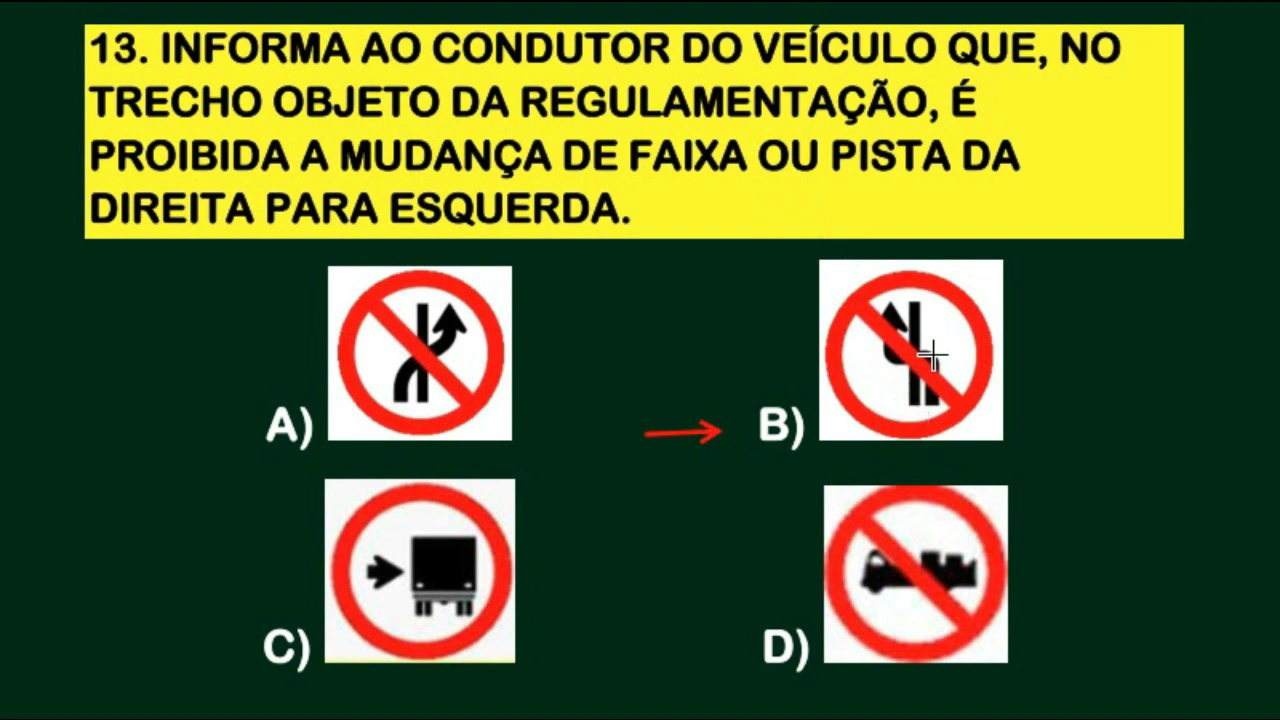 13. INFORMA AO CONDUTOR DO VEÍCULO QUE, NO
TRECHO OBJETO DA REGULAMENTAÇÃO, É
PROIBIDA A MUDANÇA DE FAIXA OU PISTA DA
DIREITA PARA ESQUERDA.
A)
B)
C)
D)